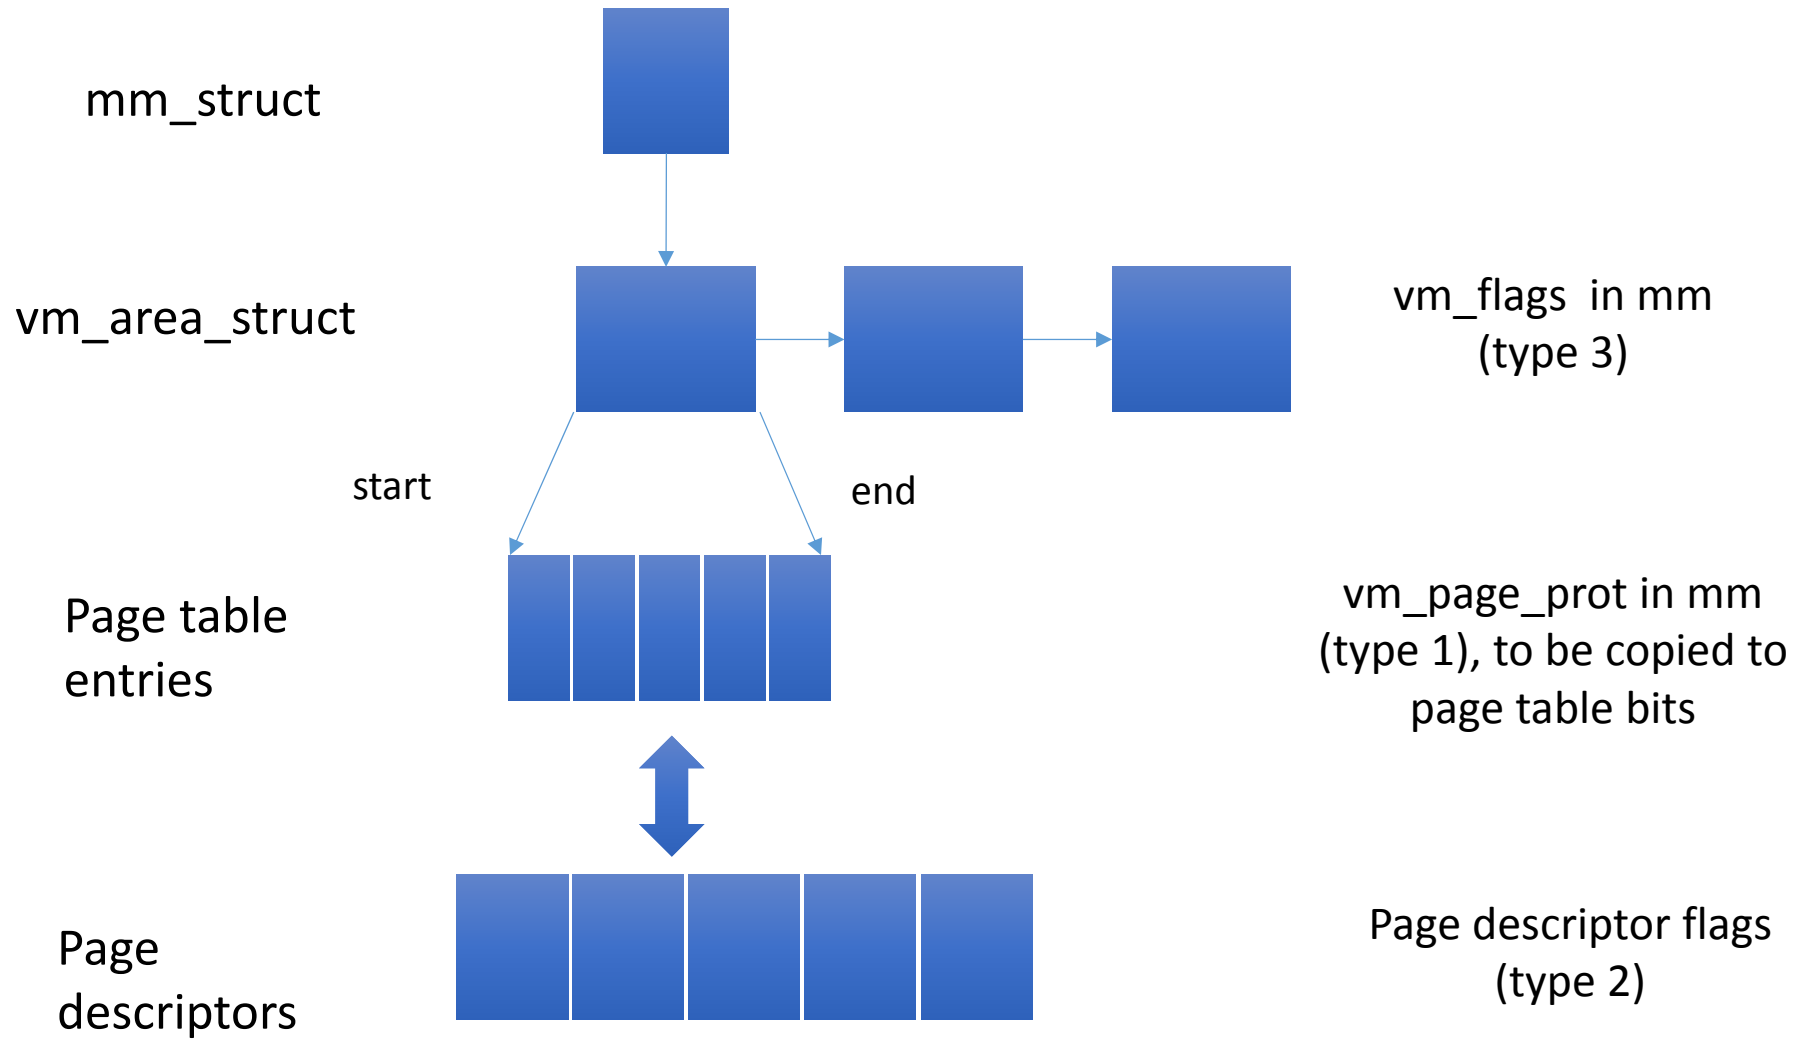 mm_struct
vm_area_struct
vm_flags in mm
(type 3)
start
end
Page table
entries
vm_page_prot in mm
(type 1), to be copied to
page table bits
Page
descriptors
Page descriptor flags
(type 2)